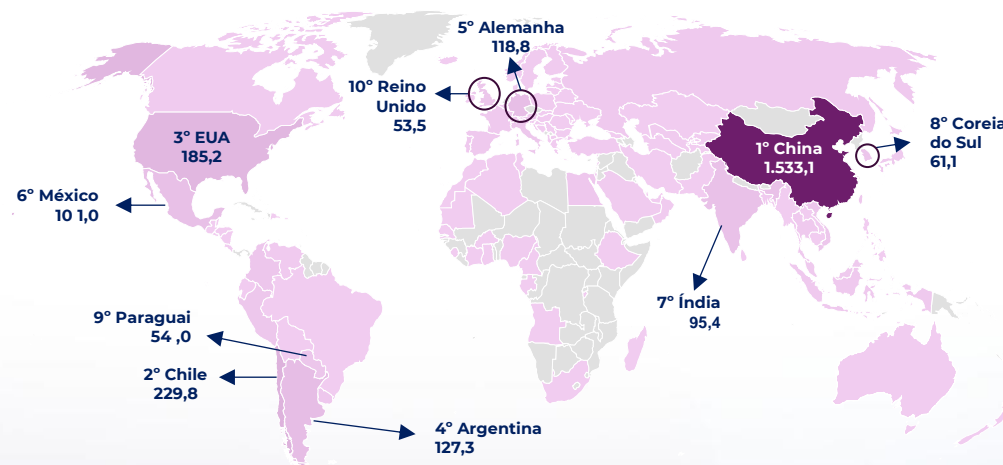 5º Alemanha
118,8
10º Reino
Unido
53,5
3º EUA
185,2
1º China
1.533,1
8º Coreia
do Sul
61,1
6º México
10 1,0
7º Índia
95,4
9º Paraguai
54 ,0
2º Chile
229,8
4º Argentina
127,3